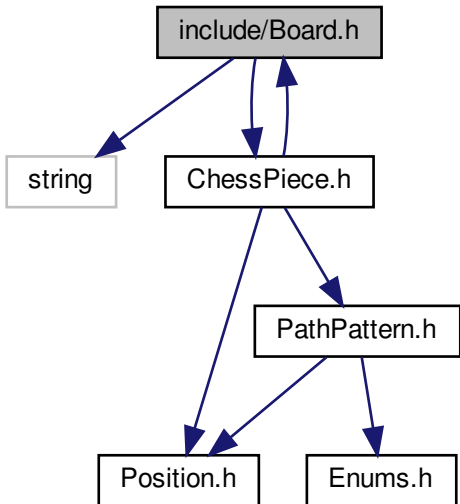 include/Board.h
string
ChessPiece.h
PathPattern.h
Position.h
Enums.h